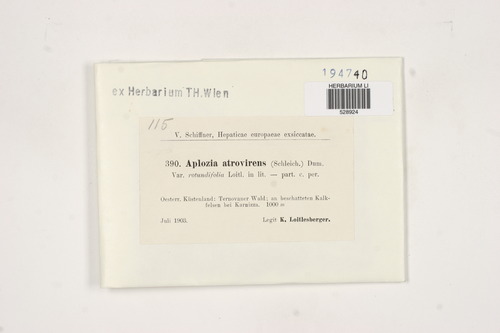 194740
HERBARIUM LI
528924
ex Herbarium TH.Wien
115
V. Schiffner, Hepaticae europaeae exsiccatae.
390. Aplozia atrovirens (Schleich.) Dum.
Var. rotundifolia Loitl. in lit. — part. c. per.
Oesterr. Küstenland: Ternovaner Wald; an beschatteten Kalk-
felsen bei Karnizza. 1000 m
Juli 1903.
Legit K. Loitlesberger.